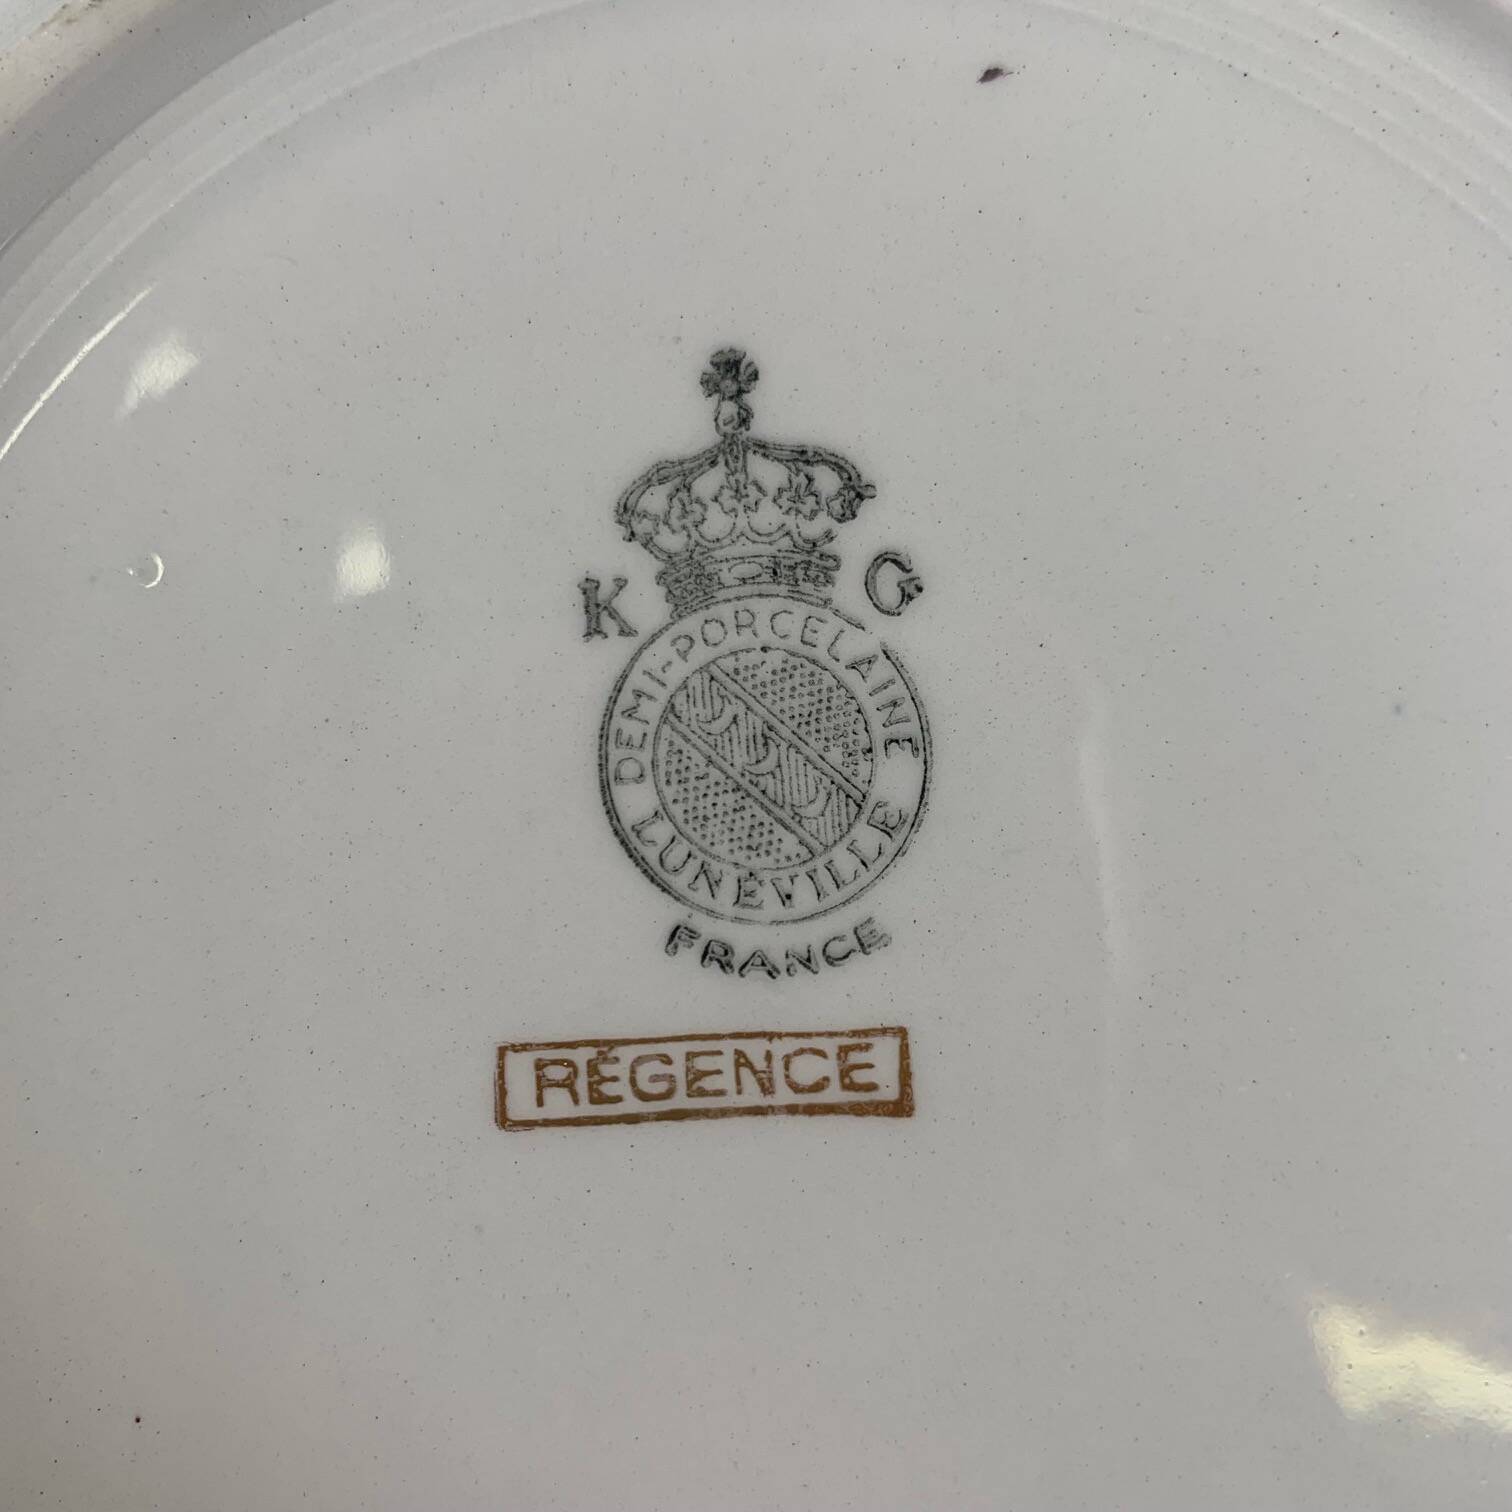 K G
DEMI-PORCELAINE
LUNÉVILLE
FRANCE
RÉGENCE